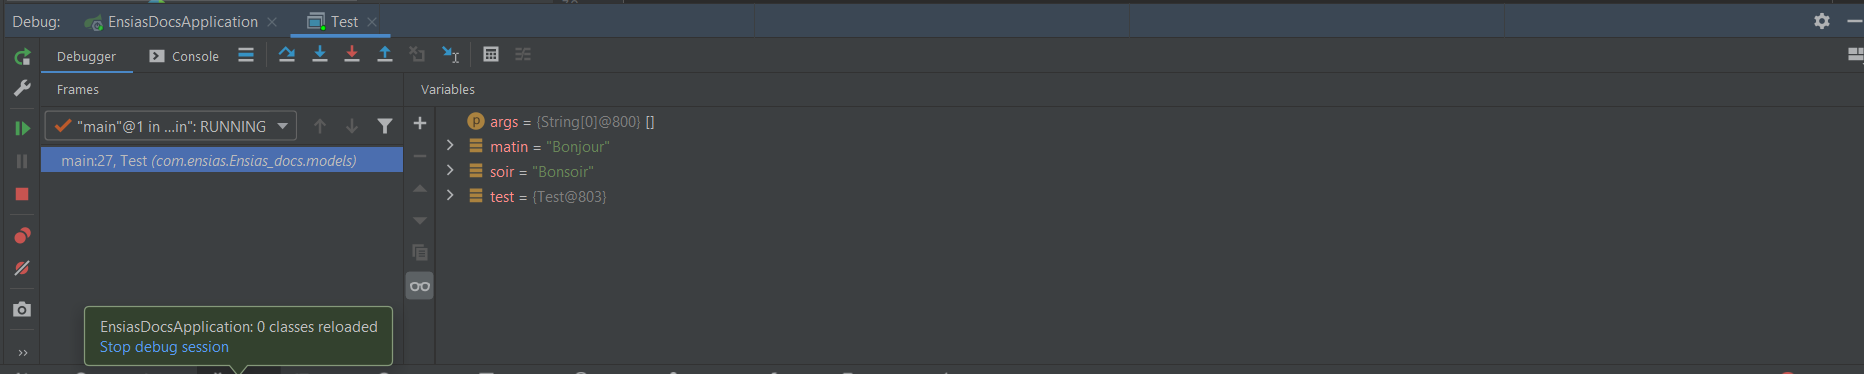 Debug: EnsiasDocsApplication Test
Debugger Console
Frames Variables
"main"@1 in ...in": RUNNING
main:27, Test (com.ensias.Ensias_docs.models)
args = {String[0]@800} []
matin = "Bonjour"
soir = "Bonsoir"
test = {Test@803}
EnsiasDocsApplication: 0 classes reloaded
Stop debug session